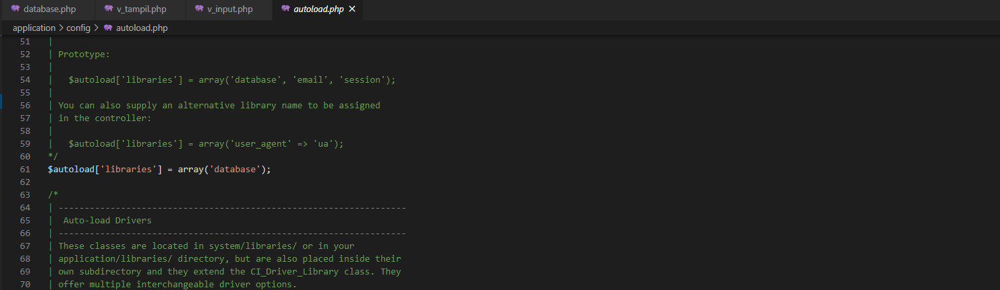 database.php v_tampil.php v_input.php autoload.php ×
application > config > autoload.php
51 |
52 | Prototype:
53 |
54 |   $autoload['libraries'] = array('database', 'email', 'session');
55 |
56 | You can also supply an alternative library name to be assigned
57 | in the controller:
58 |
59 |   $autoload['libraries'] = array('user_agent' => 'ua');
60 */
61 $autoload['libraries'] = array('database');
62
63 /*
64 | -------------------------------------------------------------------
65 |  Auto-load Drivers
66 | -------------------------------------------------------------------
67 | These classes are located in system/libraries/ or in your
68 | application/libraries/ directory, but are also placed inside their
69 | own subdirectory and they extend the CI_Driver_Library class. They
70 | offer multiple interchangeable driver options.